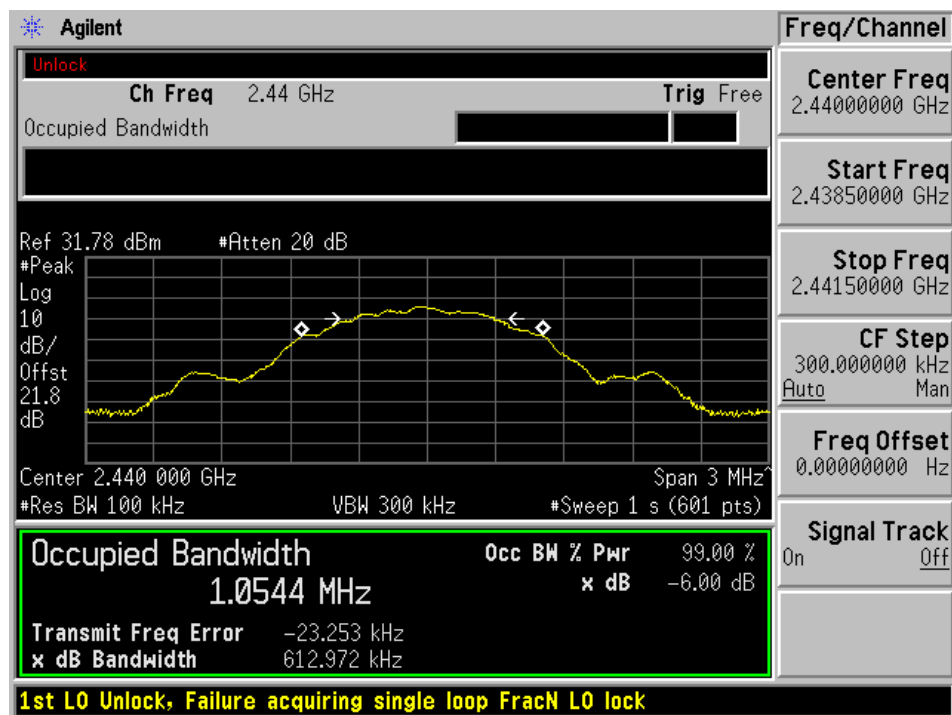 Agilent
Unlock
Ch Freq 2.44 GHz Trig Free
Occupied Bandwidth
Ref 31.78 dBm #Atten 20 dB
#Peak
Log
10
dB/
Offst
21.8
dB
Center 2.440 000 GHz Span 3 MHz^
#Res BW 100 kHz VBW 300 kHz #Sweep 1 s (601 pts)
Occupied Bandwidth Occ BW % Pwr 99.00 %
1.0544 MHz x dB -6.00 dB
Transmit Freq Error -23.253 kHz
x dB Bandwidth 612.972 kHz
1st LO Unlock, Failure acquiring single loop FracN LO lock
Freq/Channel
Center Freq
2.44000000 GHz
Start Freq
2.43850000 GHz
Stop Freq
2.44150000 GHz
CF Step
300.000000 kHz
Auto Man
Freq Offset
0.00000000 Hz
Signal Track
On Off